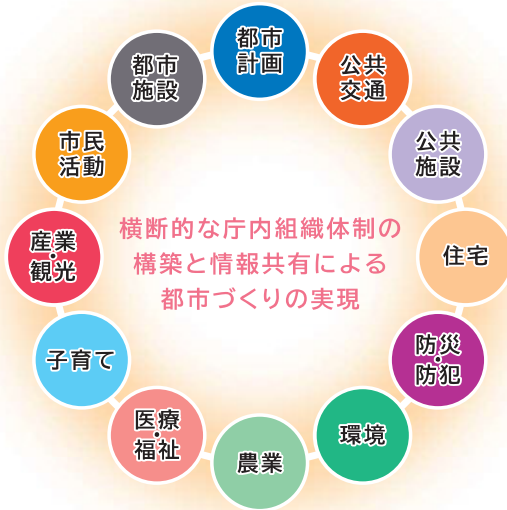 都市
計画
公共
交通
公共
施設
住宅
防災
・
防犯
環境
農業
医療
・
福祉
子育て
産業
・
観光
市民
活動
都市
施設
横断的な庁内組織体制の
構築と情報共有による
都市づくりの実現